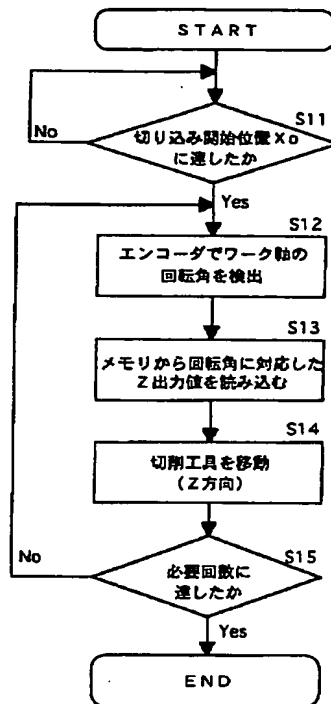 START
S11
切り込み開始位置Xo
に達したか
No
Yes
S12
エンコーダでワーク軸の
回転角を検出
S13
メモリから回転角に対応した
Z出力値を読み込む
S14
切削工具を移動
(Z方向)
S15
必要回数に
達したか
No
Yes
END